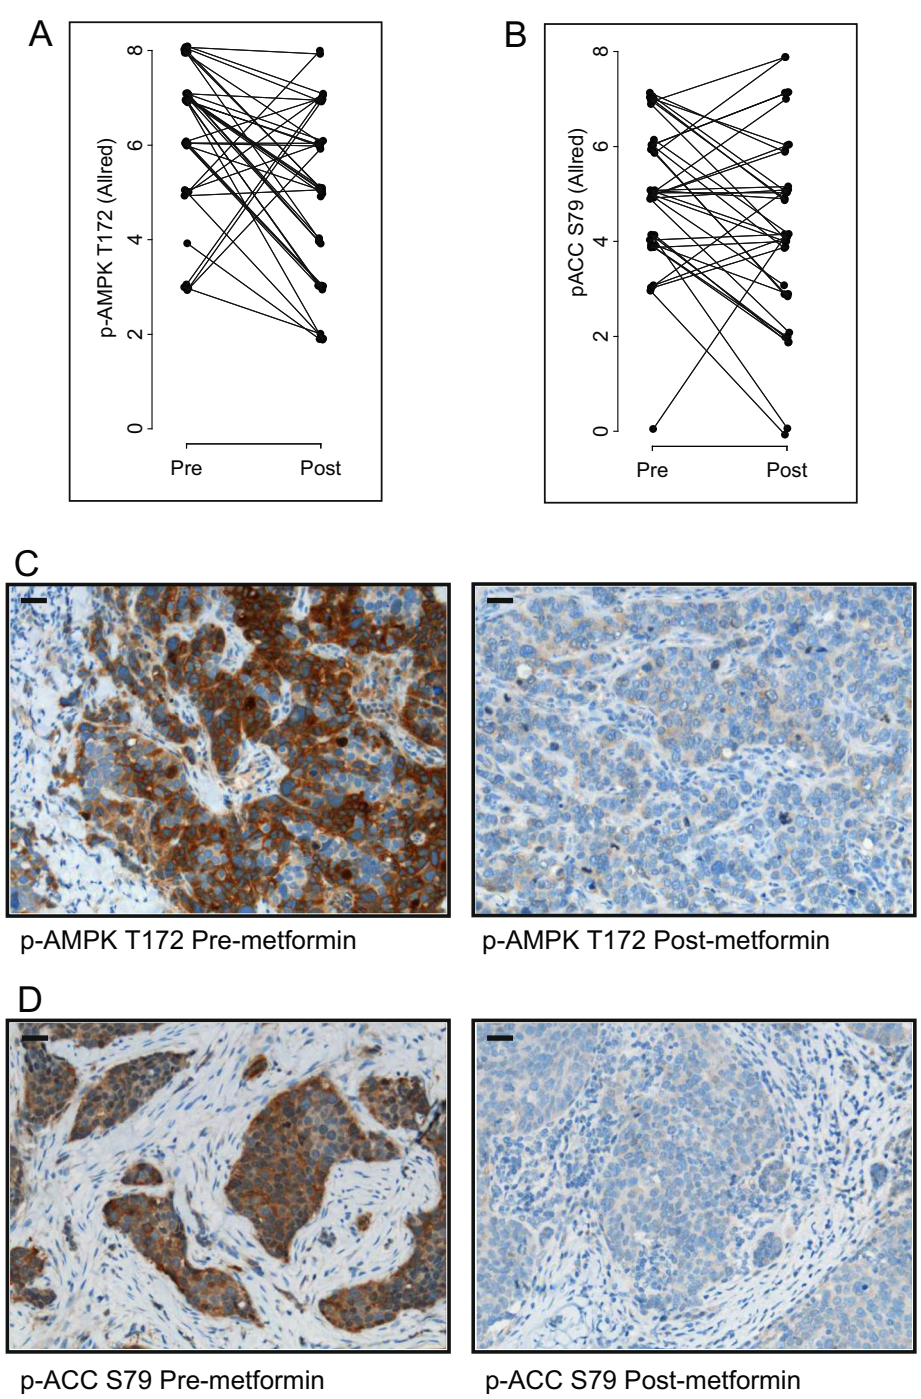 A
p-AMPK T172 (Allred)
8
6
4
2
0
Pre Post
B
pACC S79 (Allred)
8
6
4
2
0
Pre Post
C
p-AMPK T172 Pre-metformin
p-AMPK T172 Post-metformin
D
p-ACC S79 Pre-metformin
p-ACC S79 Post-metformin